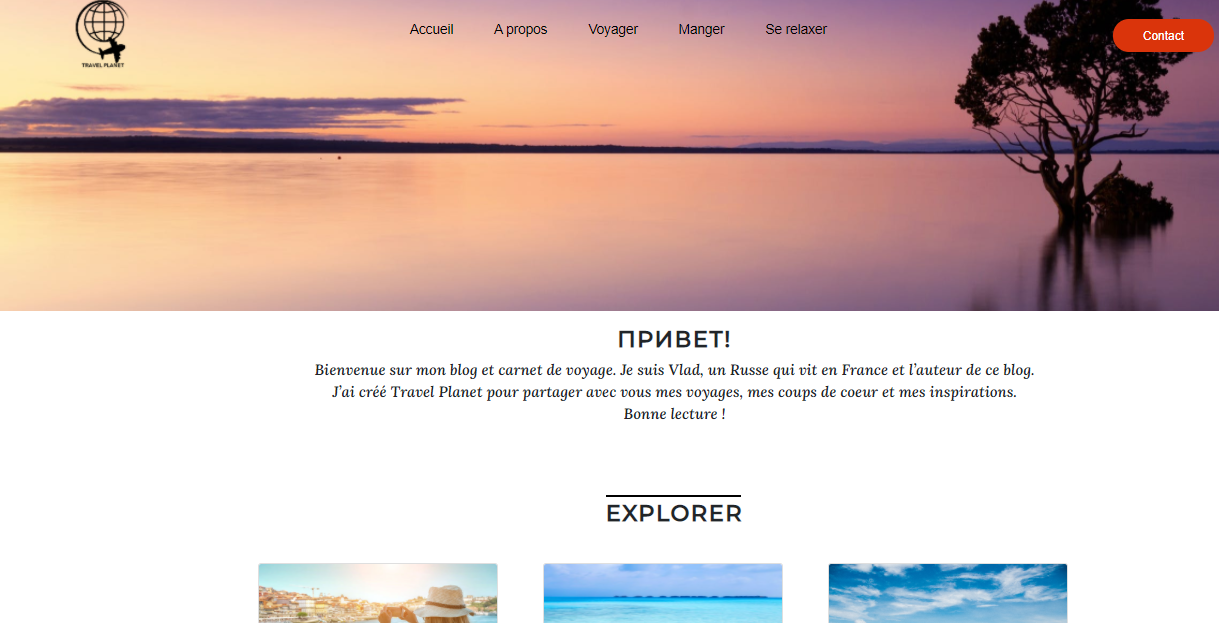 TRAVEL PLANET
Accueil
A propos
Voyager
Manger
Se relaxer
Contact
ПРИВЕТ!
Bienvenue sur mon blog et carnet de voyage. Je suis Vlad, un Russe qui vit en France et l'auteur de ce blog.
J'ai créé Travel Planet pour partager avec vous mes voyages, mes coups de coeur et mes inspirations.
Bonne lecture !
EXPLORER